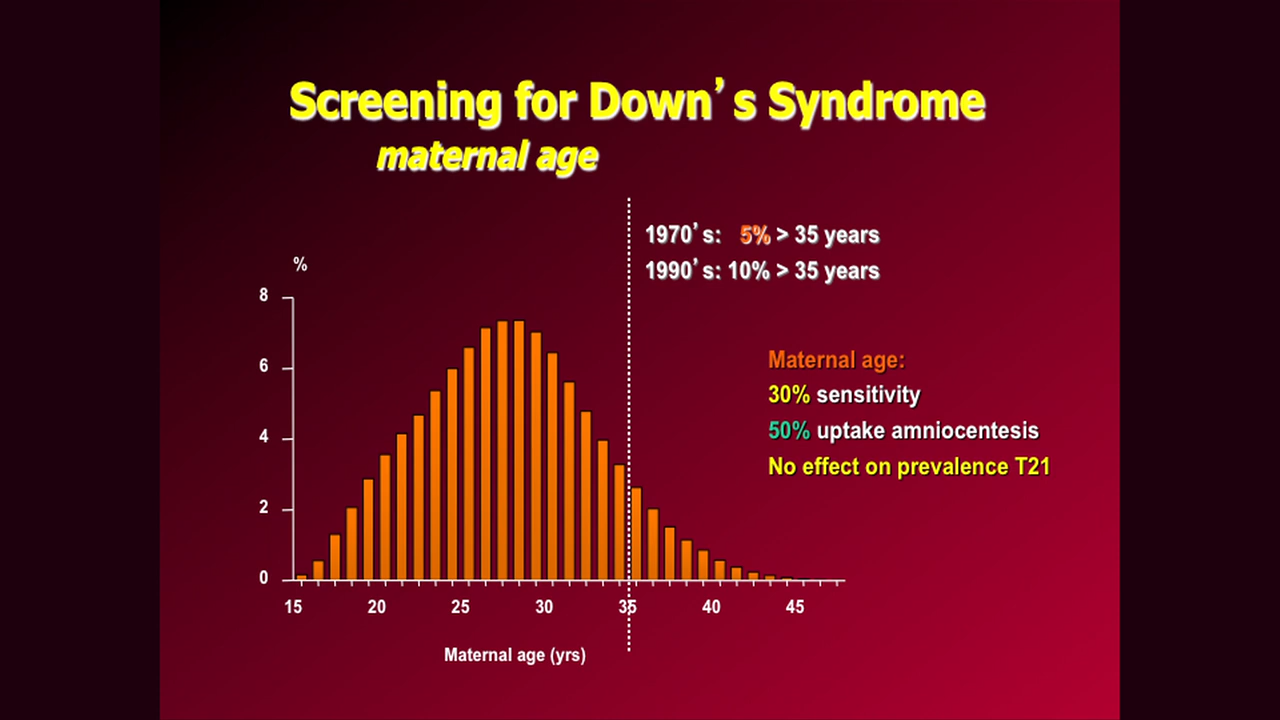 Screening for Down’s Syndrome
maternal age
1970’s: 5% > 35 years
1990’s: 10% > 35 years
%
8
6
4
2
0
Maternal age:
30% sensitivity
50% uptake amniocentesis
No effect on prevalence T21
15 20 25 30 35 40 45
Maternal age (yrs)